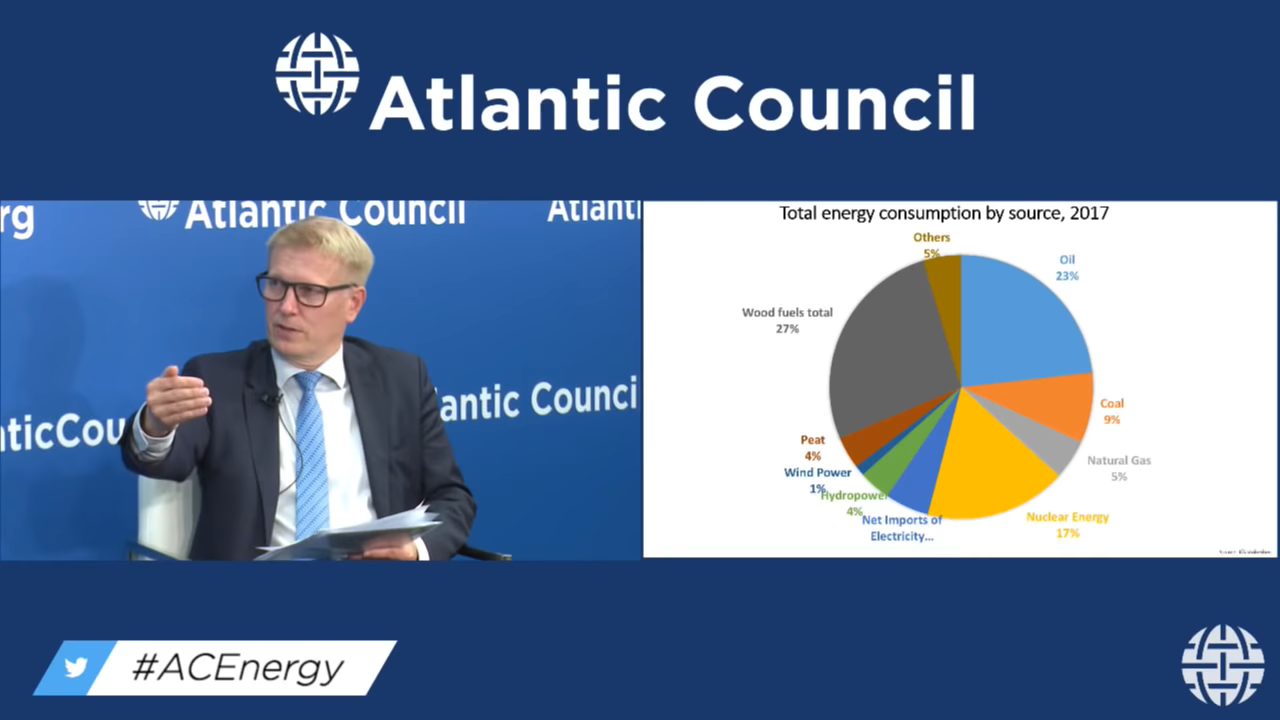 Atlantic Council
rg
Atlantic Council
Atlanti
nticCou
antic Counci
Total energy consumption by source, 2017
Others
5%
Oil
23%
Wood fuels total
27%
Coal
9%
Peat
4%
Natural Gas
5%
Wind Power
1%
Hydropower
4%
Net Imports of
Electricity...
Nuclear Energy
17%
#ACEnergy